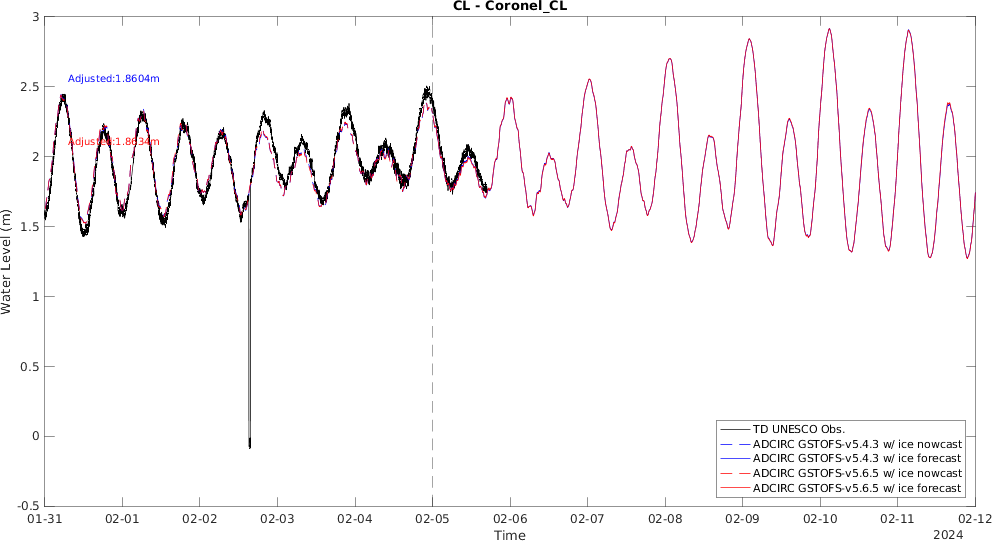 CL - Coronel_CL
3
2.5
2
1.5
1
0.5
0
-0.5
Water Level (m)
Adjusted:1.8604m
Adjusted:1.8634m
TD UNESCO Obs.
ADCIRC GSTOFS-v5.4.3 w/ ice nowcast
ADCIRC GSTOFS-v5.4.3 w/ ice forecast
ADCIRC GSTOFS-v5.6.5 w/ ice nowcast
ADCIRC GSTOFS-v5.6.5 w/ ice forecast
01-31 02-01 02-02 02-03 02-04 02-05 02-06 02-07 02-08 02-09 02-10 02-11 02-12
Time
2024